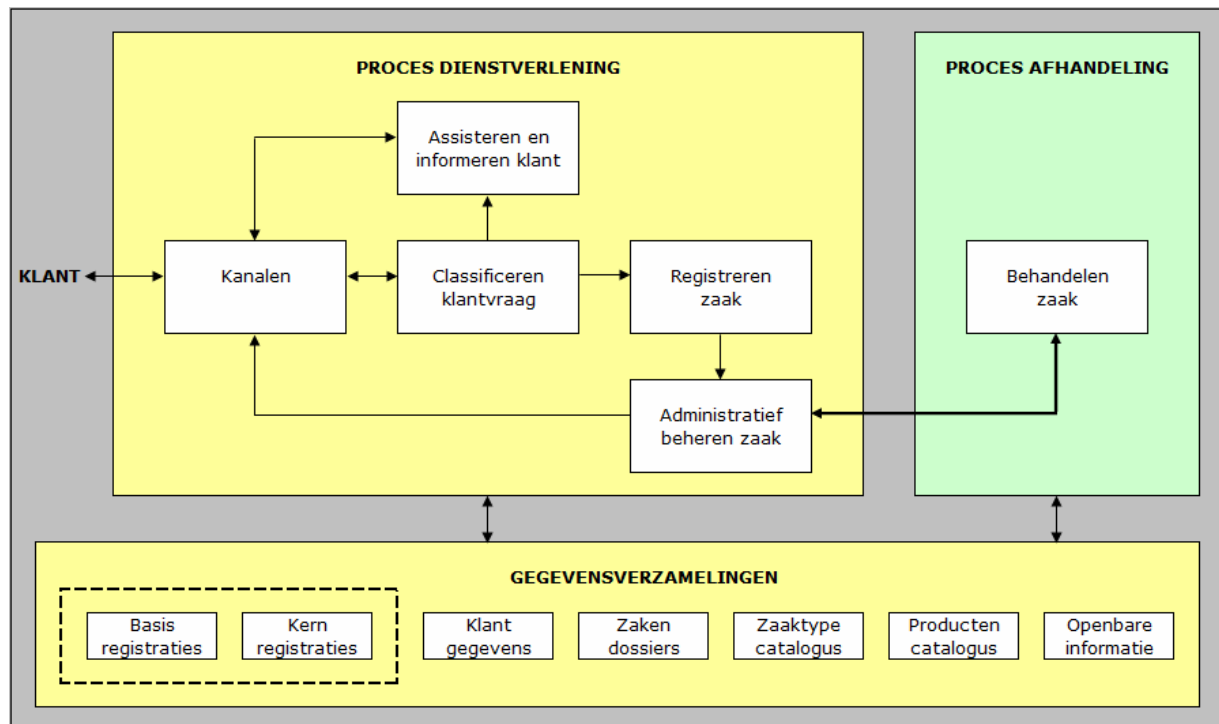 PROCES DIENSTVERLENING
PROCES AFHANDELING
Assisteren en
informeren klant
KLANT
Kanalen
Classificeren
klantvraag
Registreren
zaak
Behandelen
zaak
Administratief
beheren zaak
GEGEVENSVERZAMELINGEN
Basis
registraties
Kern
registraties
Klant
gegevens
Zaken
dossiers
Zaaktype
catalogus
Producten
catalogus
Openbare
informatie